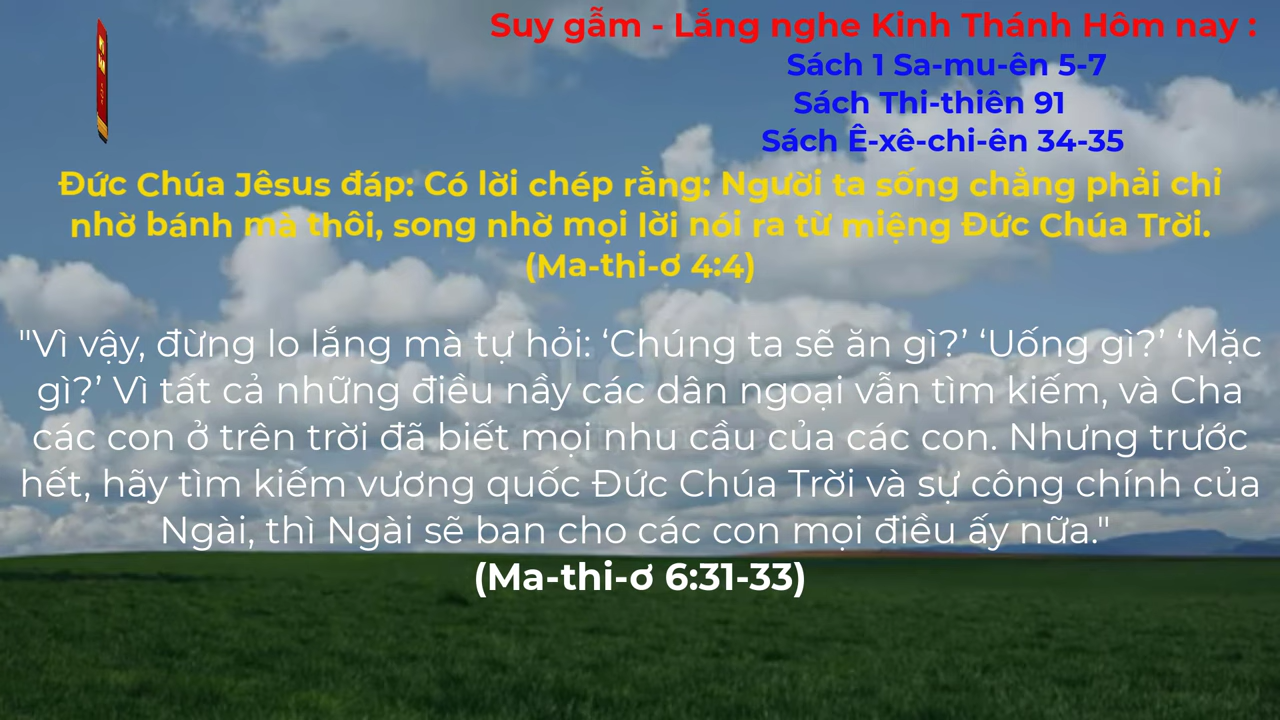 Suy gẫm - Lắng nghe Kinh Thánh Hôm nay :
Sách 1 Sa-mu-ên 5-7
Sách Thi-thiên 91
Sách Ê-xê-chi-ên 34-35
Đức Chúa Jêsus đáp: Có lời chép rằng: Người ta sống chẳng phải chỉ
nhờ bánh mà thôi, song nhờ mọi lời nói ra từ miệng Đức Chúa Trời.
(Ma-thi-ơ 4:4)
"Vì vậy, đừng lo lắng mà tự hỏi: ‘Chúng ta sẽ ăn gì?’ ‘Uống gì?’ ‘Mặc
gì?’ Vì tất cả những điều nầy các dân ngoại vẫn tìm kiếm, và Cha
các con ở trên trời đã biết mọi nhu cầu của các con. Nhưng trước
hết, hãy tìm kiếm vương quốc Đức Chúa Trời và sự công chính của
Ngài, thì Ngài sẽ ban cho các con mọi điều ấy nữa."
(Ma-thi-ơ 6:31-33)